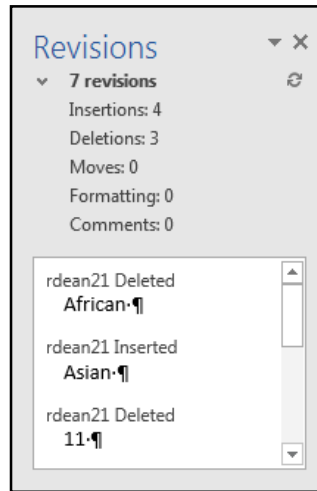 Revisions
7 revisions
Insertions: 4
Deletions: 3
Moves: 0
Formatting: 0
Comments: 0
rdean21 Deleted
African·¶
rdean21 Inserted
Asian·¶
rdean21 Deleted
11·¶